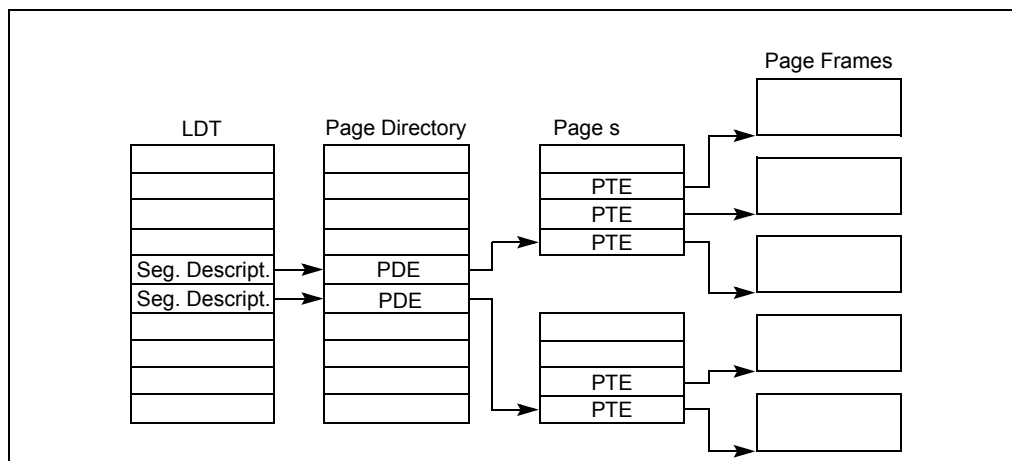 Page Frames
LDT
Page Directory
Page s
PTE
PTE
PTE
Seg. Descript.
PDE
Seg. Descript.
PDE
PTE
PTE